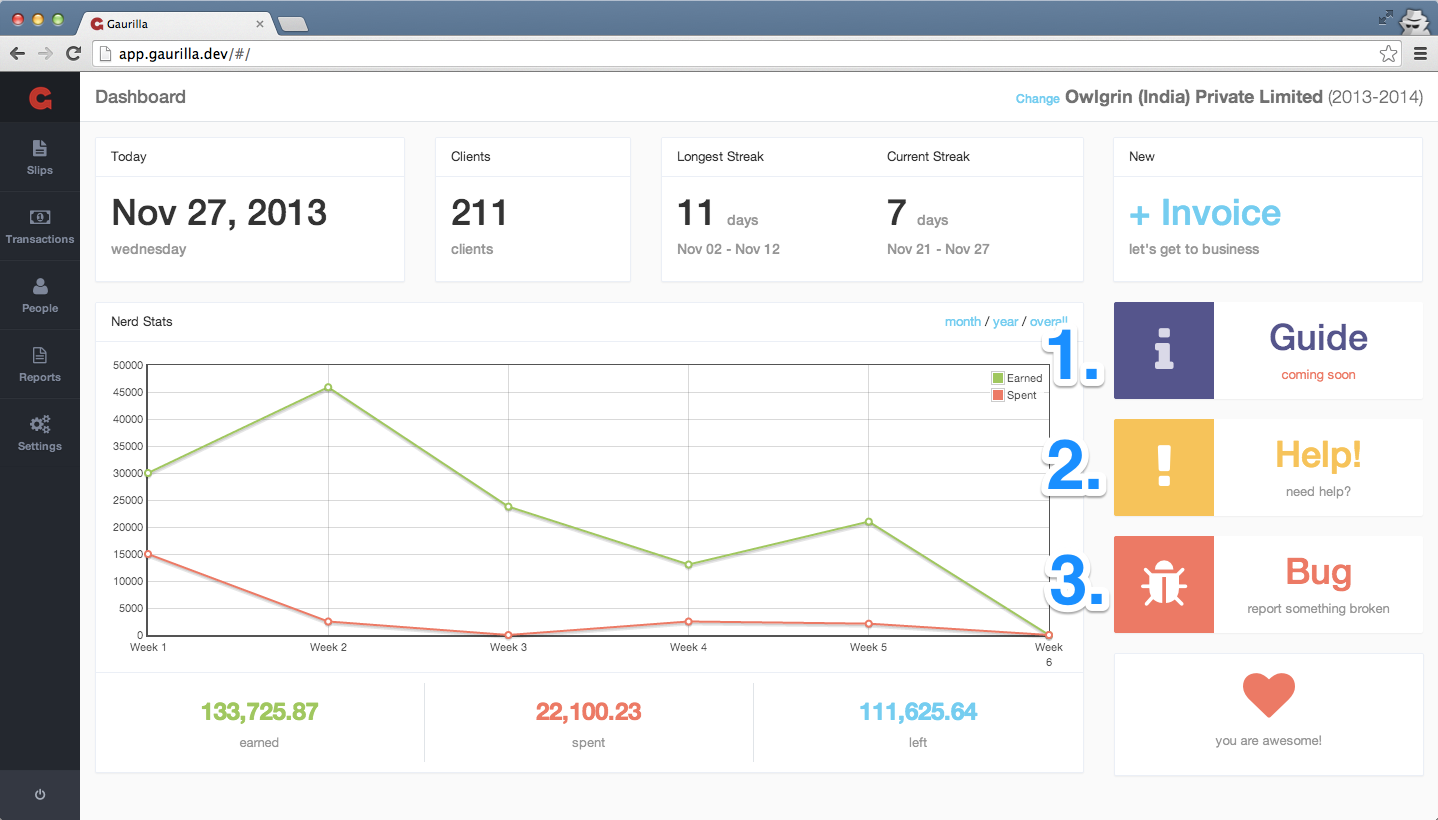 Gaurilla
app.gaurilla.dev/#/
Dashboard
Change Owlgrin (India) Private Limited (2013-2014)
Slips
Transactions
People
Reports
Settings
Today
Nov 27, 2013
wednesday
Clients
211
clients
Longest Streak
11 days
Nov 02 - Nov 12
Current Streak
7 days
Nov 21 - Nov 27
New
+ Invoice
let's get to business
Nerd Stats
month / year / overall
50000
45000
40000
35000
30000
25000
20000
15000
10000
5000
0
Earned
Spent
Week 1
Week 2
Week 3
Week 4
Week 5
Week
6
133,725.87
earned
22,100.23
spent
111,625.64
left
1.
Guide
coming soon
2.
!
Help!
need help?
3.
Bug
report something broken
you are awesome!